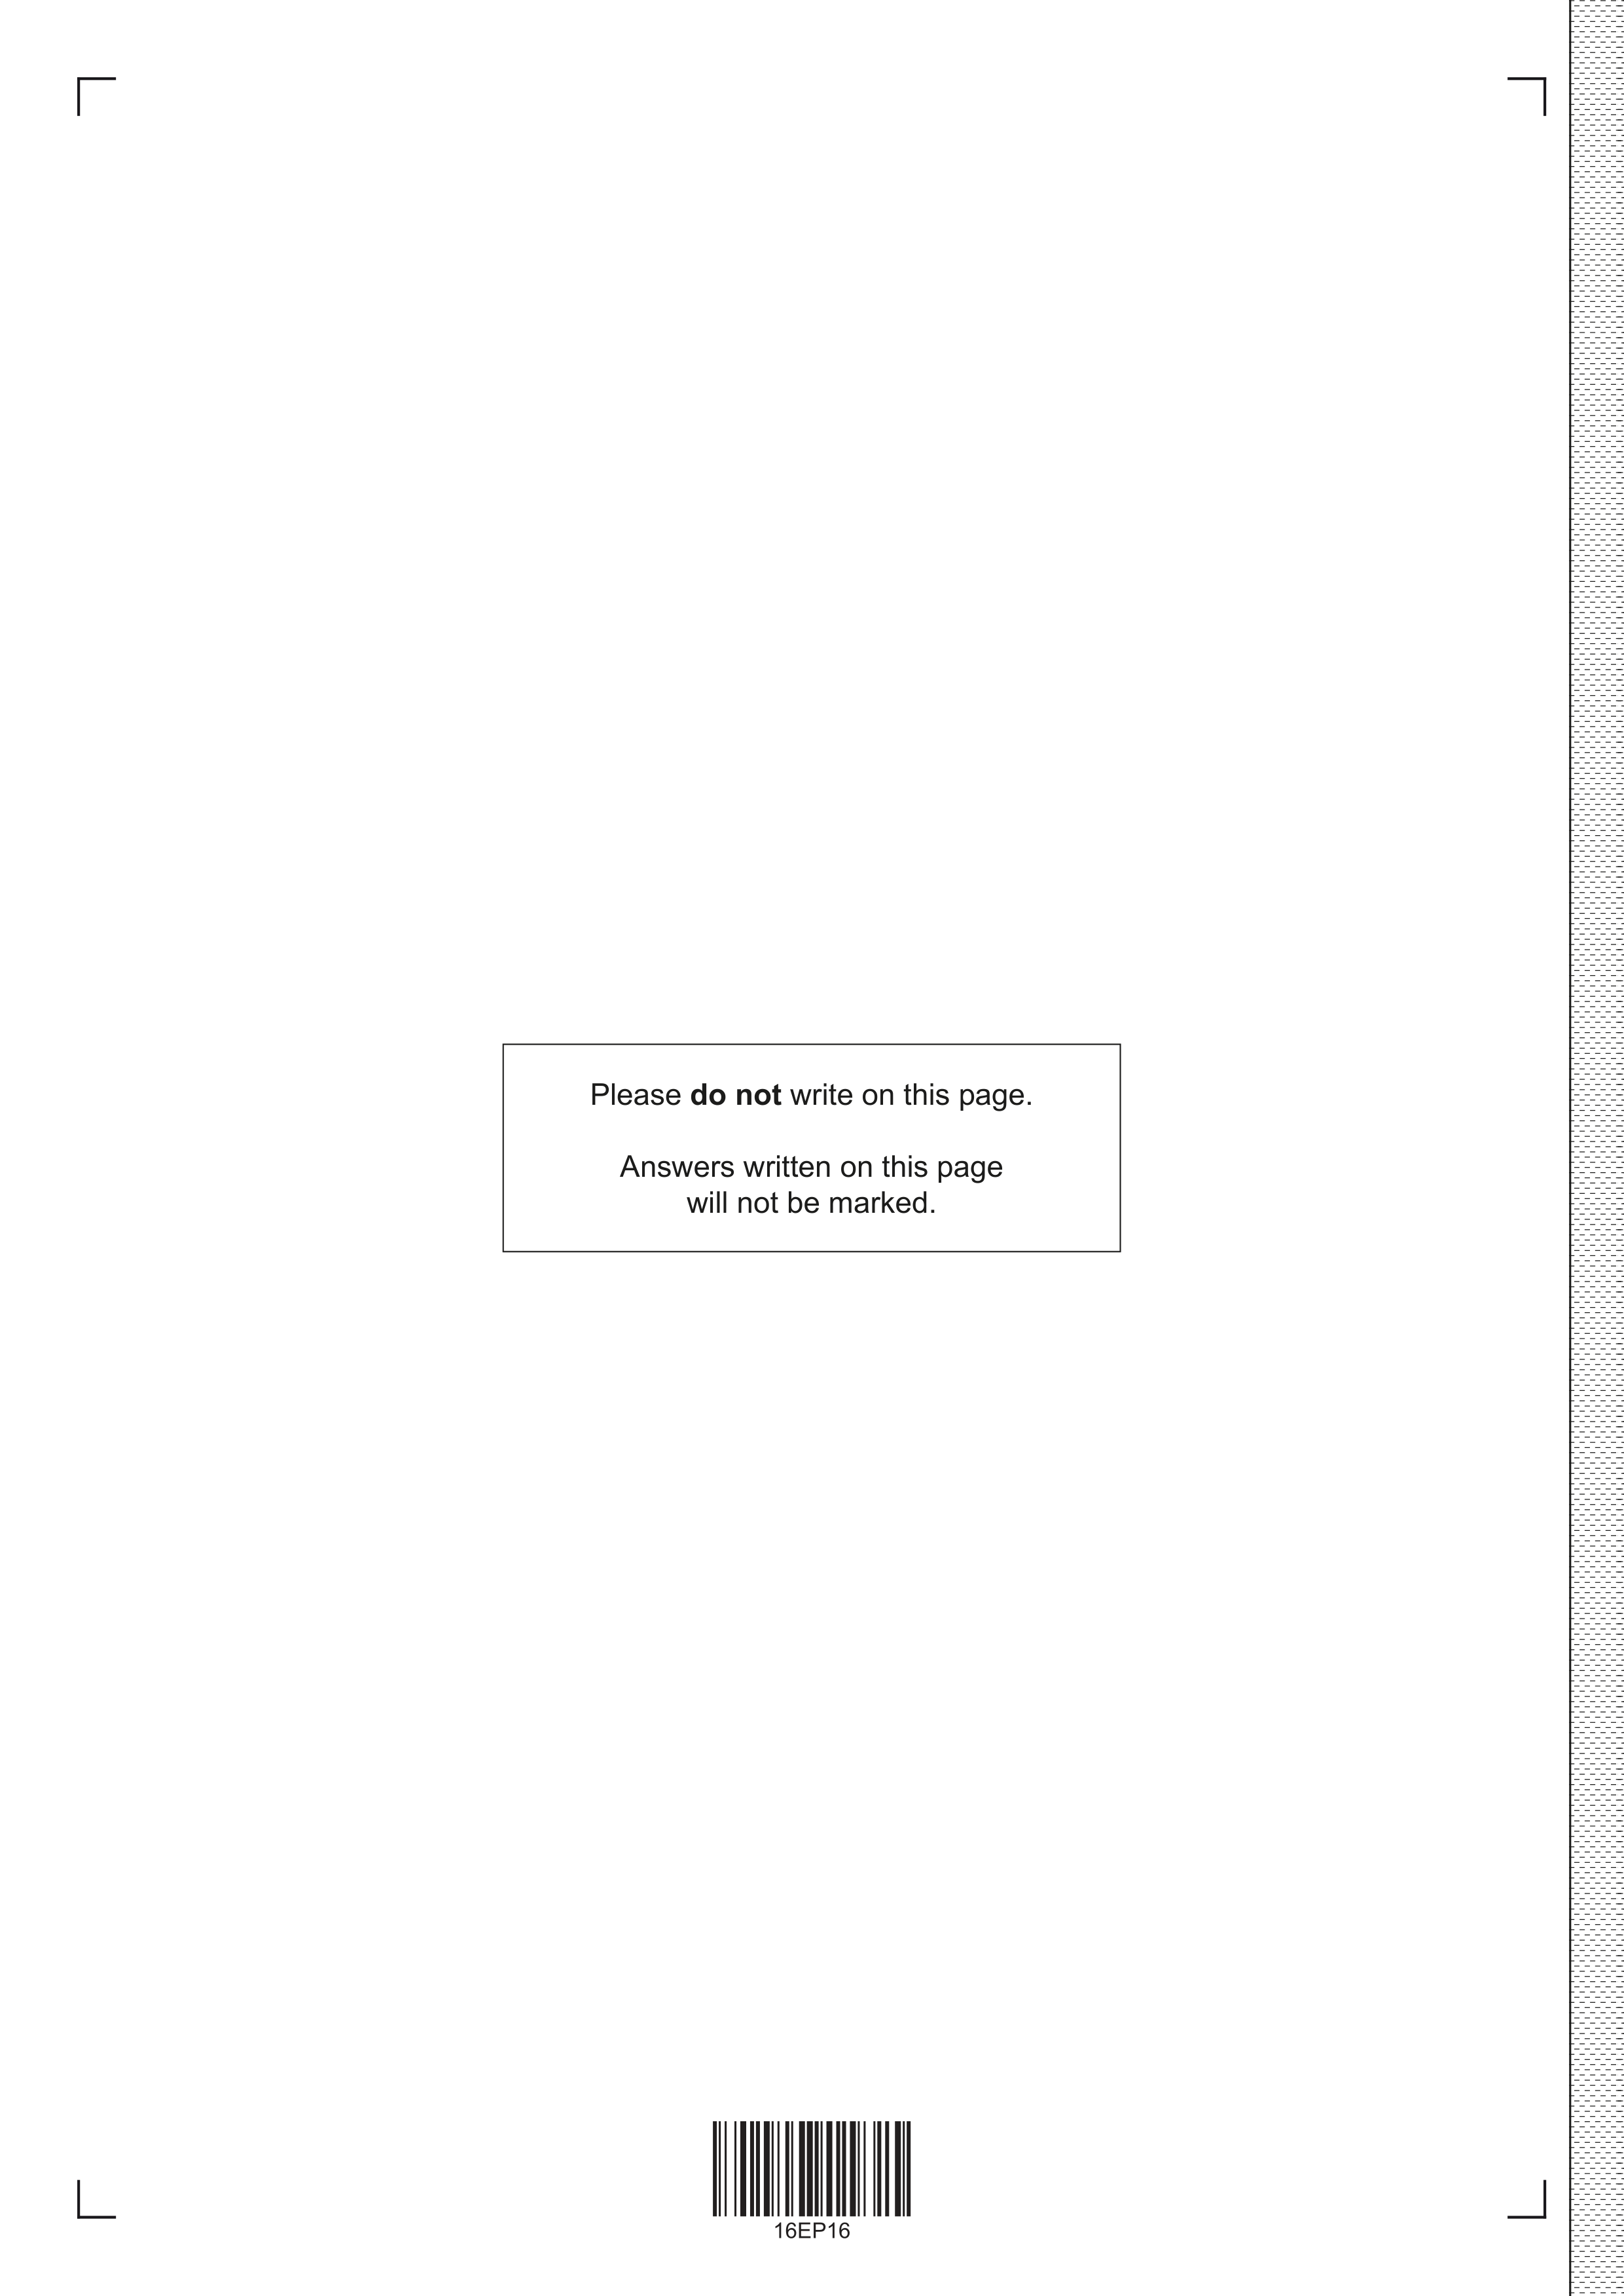 Please do not write on this page.
Answers written on this page
will not be marked.
16EP16